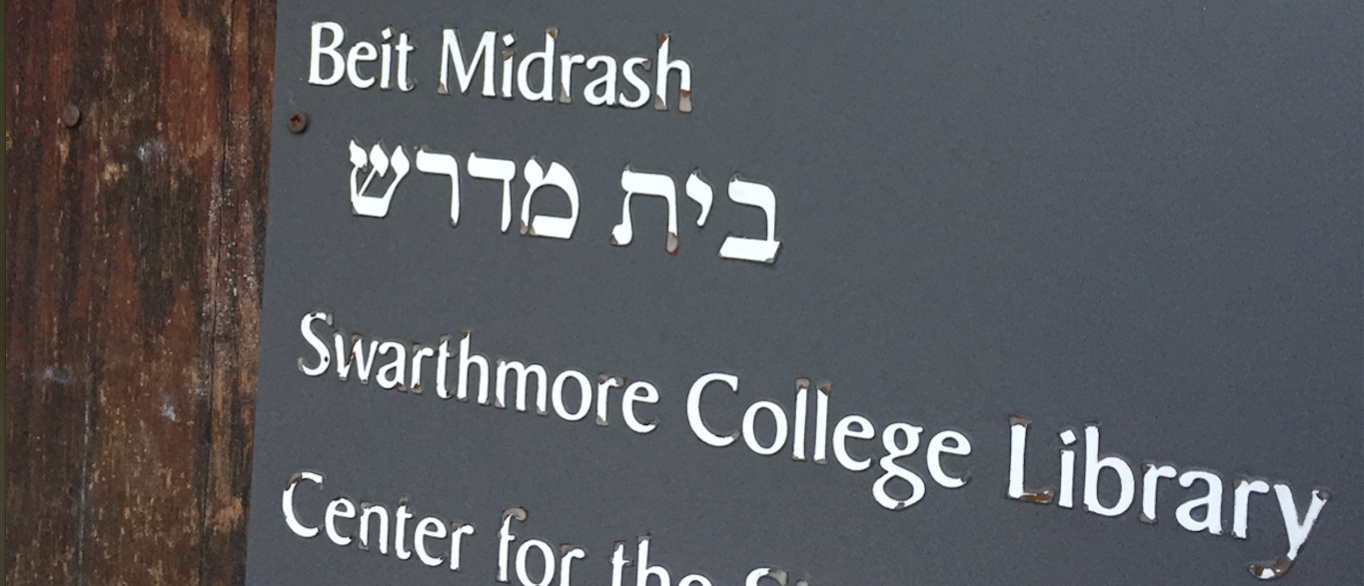 Beit Midrash
בית מדרש
Swarthmore College Library
Center for the